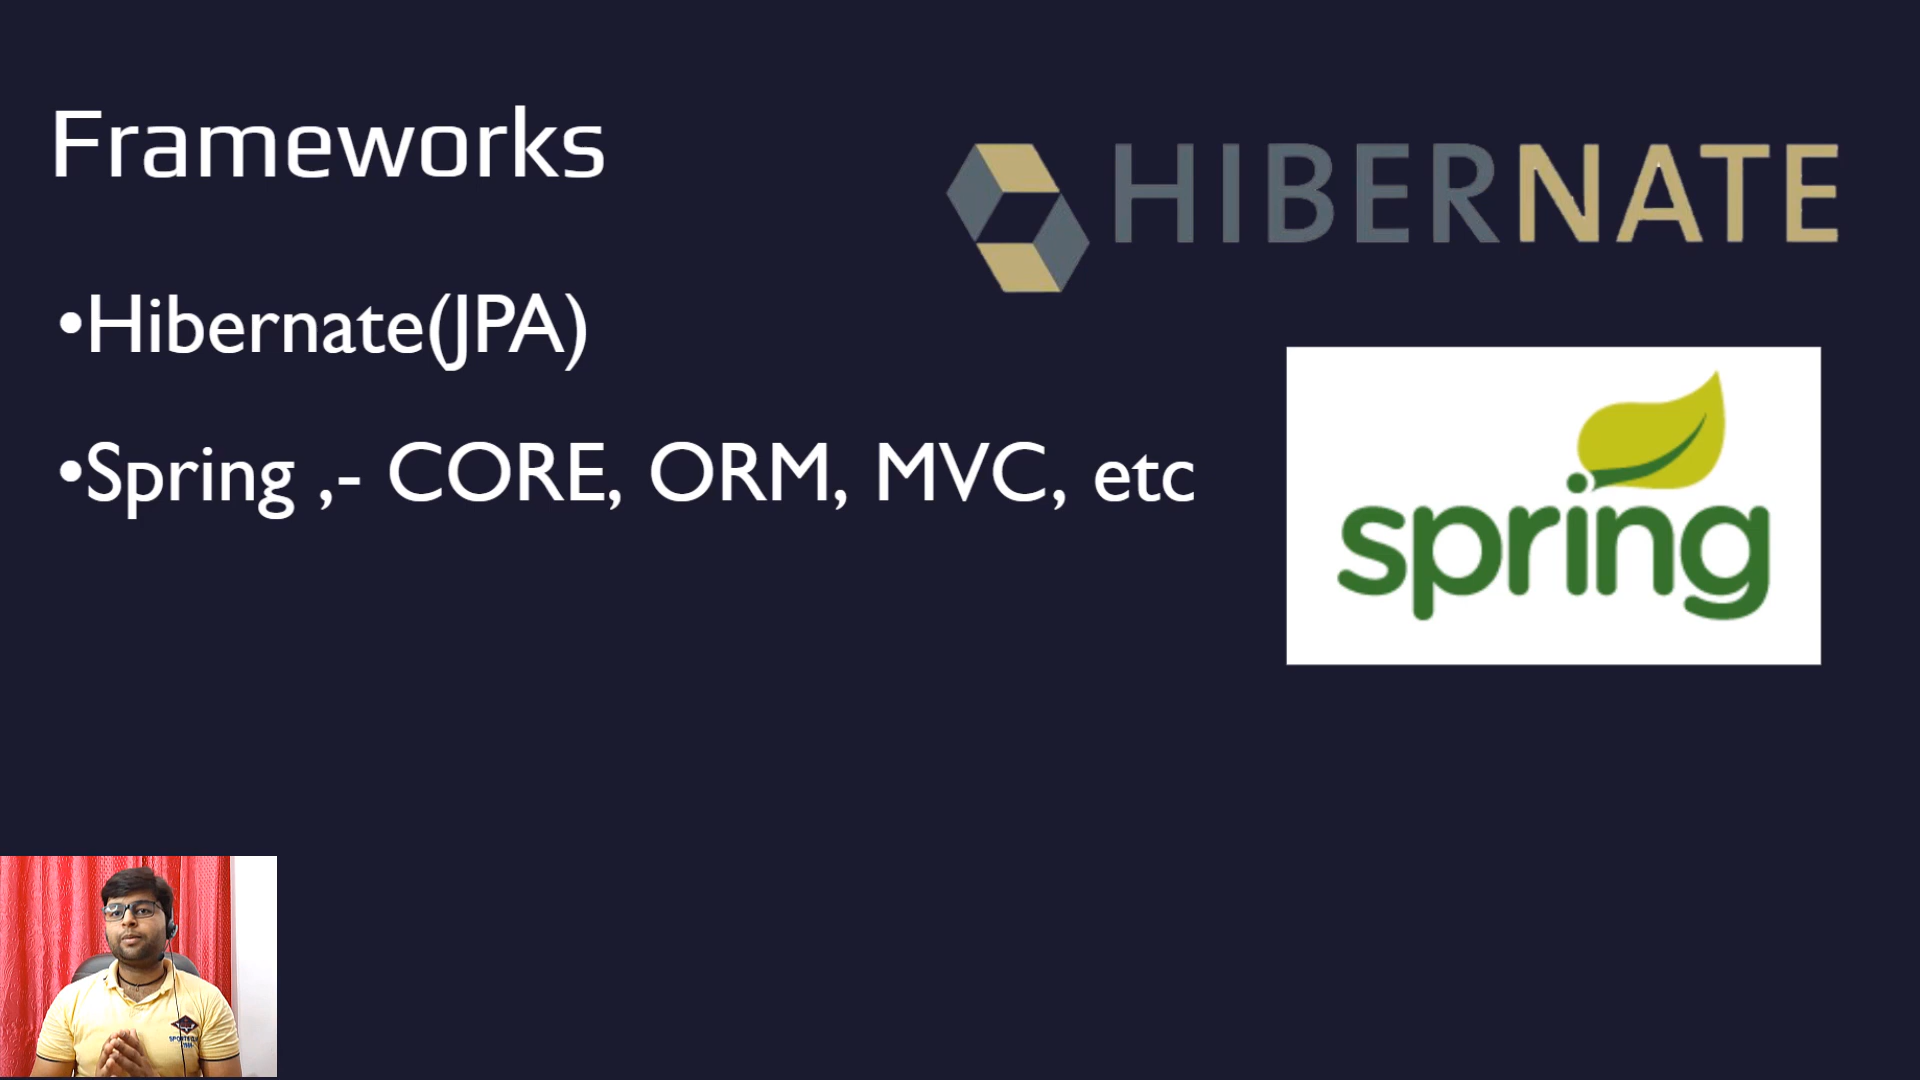 Frameworks
HIBERNATE
•Hibernate(JPA)
•Spring ,- CORE, ORM, MVC, etc
spring